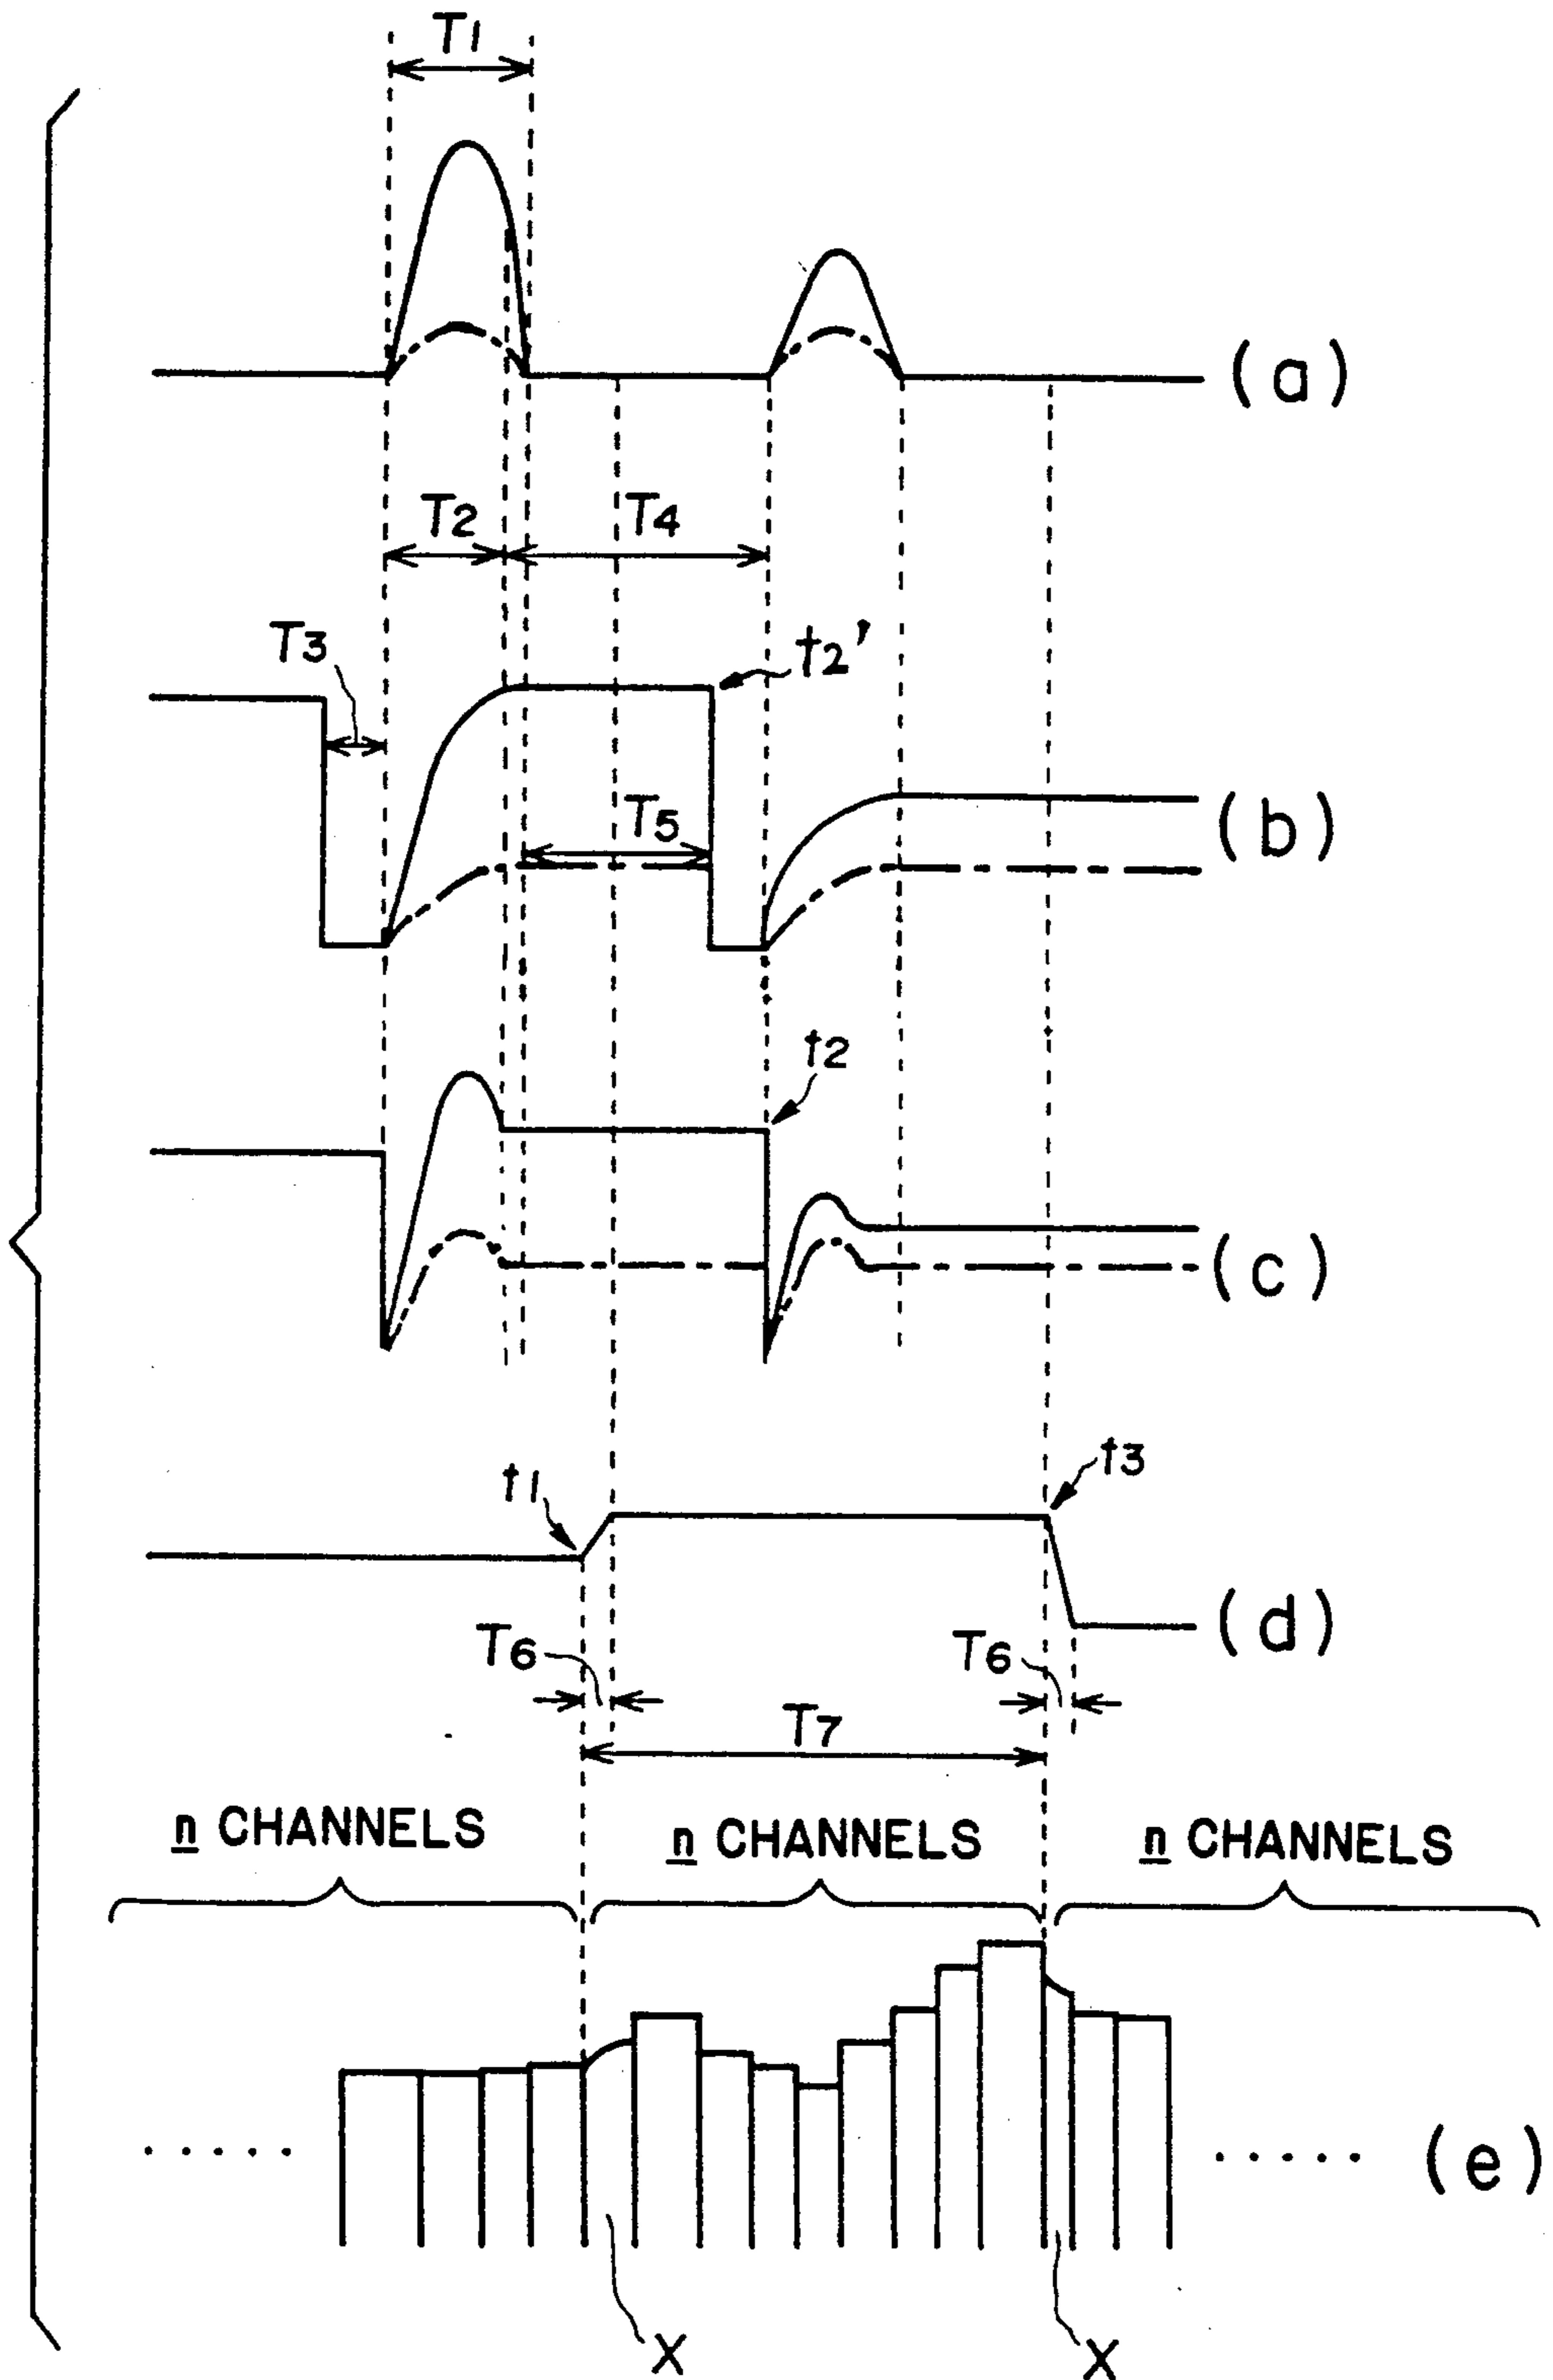 T1
(a)
T2
T4
T3
t2'
T5
(b)
t2
(c)
t1
t3
(d)
T6
T6
T7
n CHANNELS
n CHANNELS
n CHANNELS
(e)
X
X